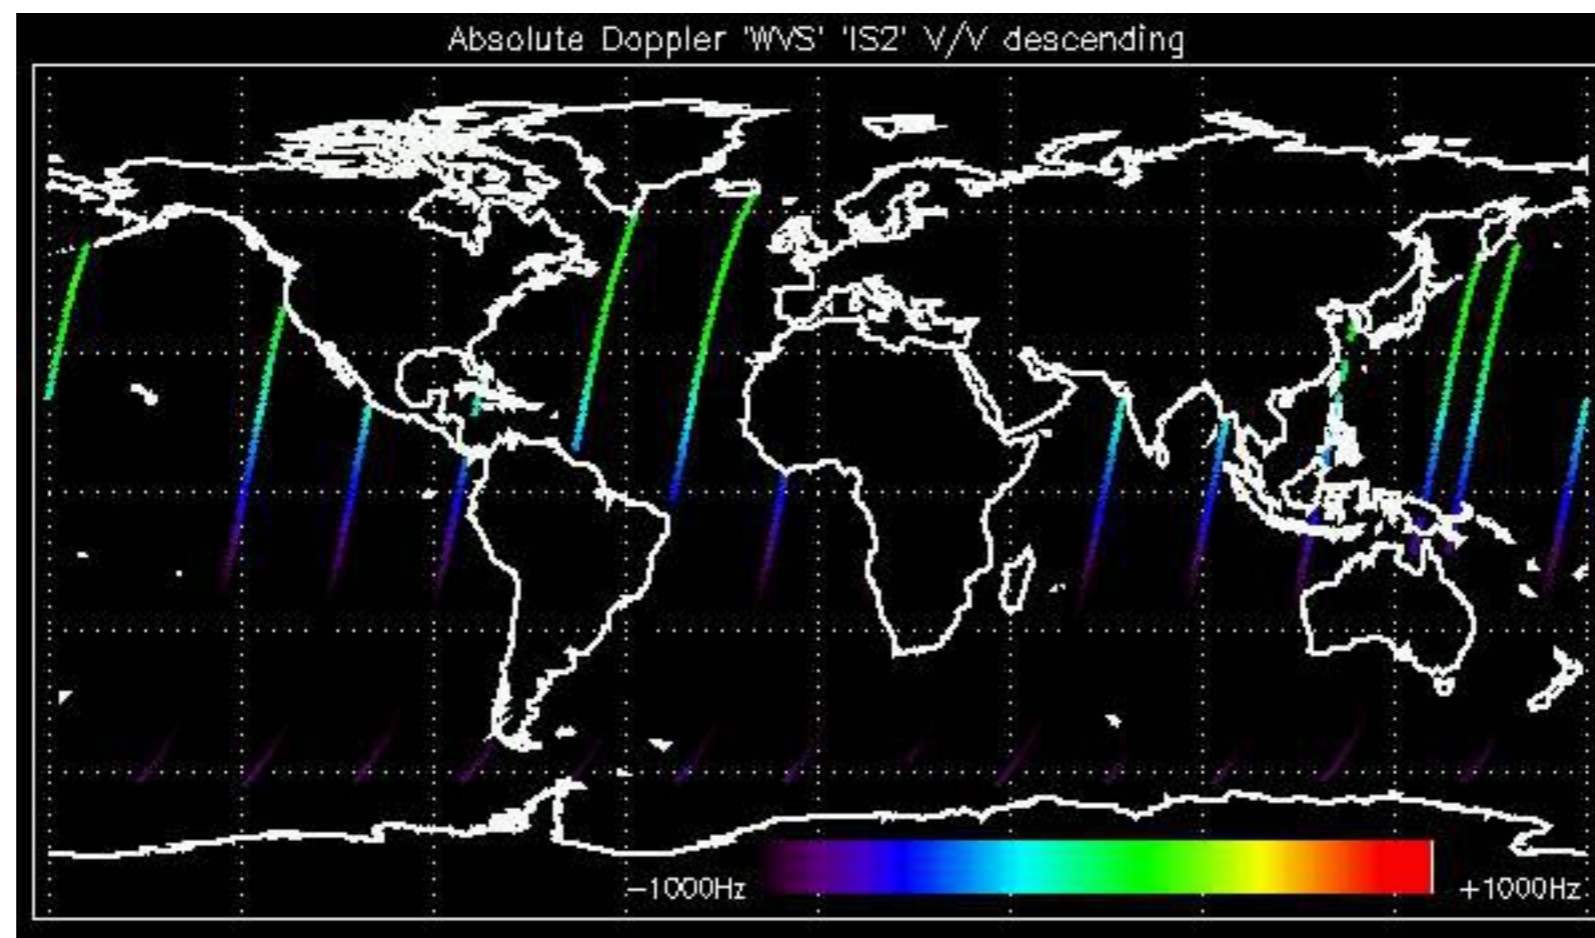 Absolute Doppler 'WVS' 'IS2' V/V descending
-1000Hz
+1000Hz